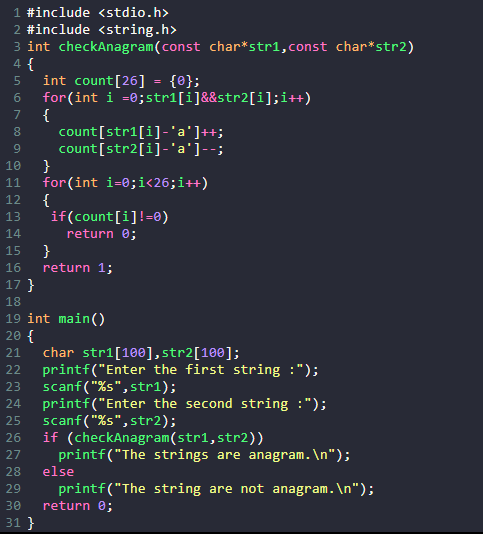 1 #include <stdio.h>
2 #include <string.h>
3 int checkAnagram(const char*str1,const char*str2)
4 {
5   int count[26] = {0};
6   for(int i =0;str1[i]&&str2[i];i++)
7   {
8     count[str1[i]-'a']++;
9     count[str2[i]-'a']--;
10   }
11   for(int i=0;i<26;i++)
12   {
13    if(count[i]!=0)
14      return 0;
15   }
16   return 1;
17 }
18
19 int main()
20 {
21   char str1[100],str2[100];
22   printf("Enter the first string :");
23   scanf("%s",str1);
24   printf("Enter the second string :");
25   scanf("%s",str2);
26   if (checkAnagram(str1,str2))
27     printf("The strings are anagram.\n");
28   else
29     printf("The string are not anagram.\n");
30   return 0;
31 }